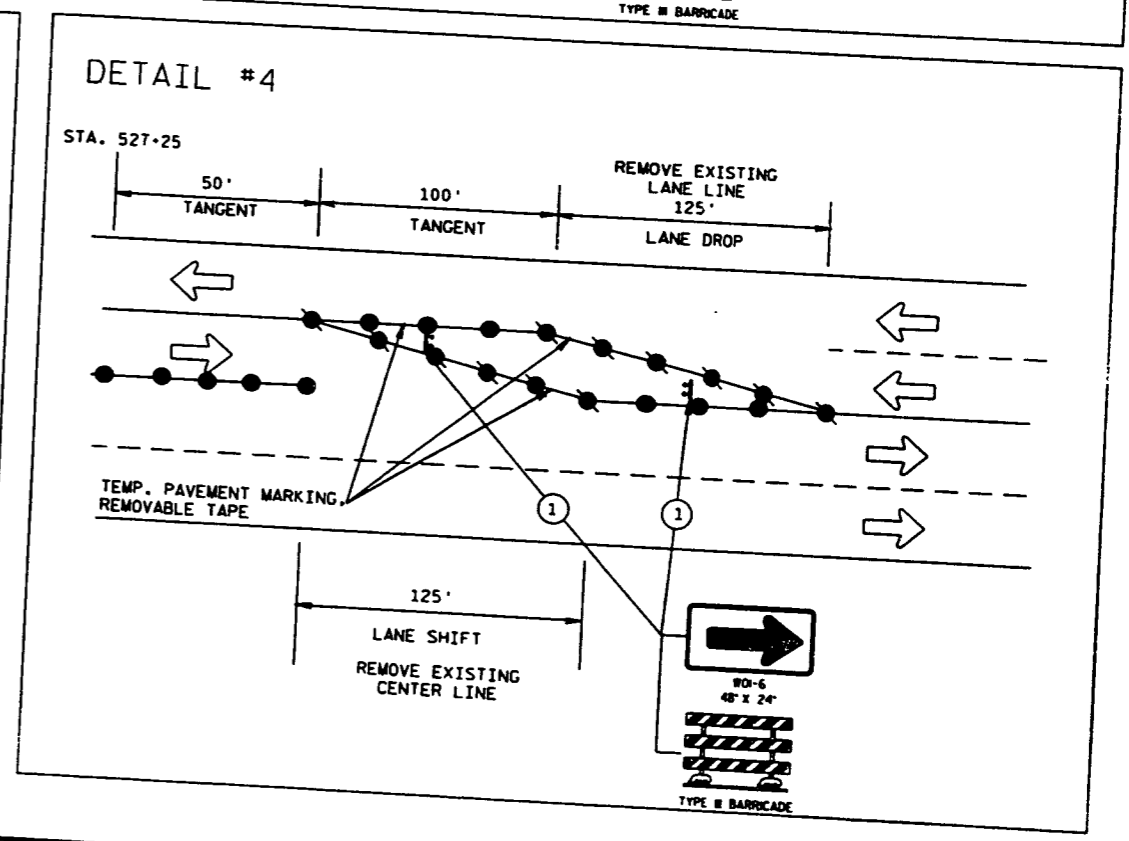 TYPE III BARRICADE
DETAIL #4
STA. 527+25
50'
TANGENT
100'
TANGENT
REMOVE EXISTING
LANE LINE
125'
LANE DROP
TEMP. PAVEMENT MARKING,
REMOVABLE TAPE
1
1
125'
LANE SHIFT
REMOVE EXISTING
CENTER LINE
WO1-6
48" X 24"
TYPE III BARRICADE